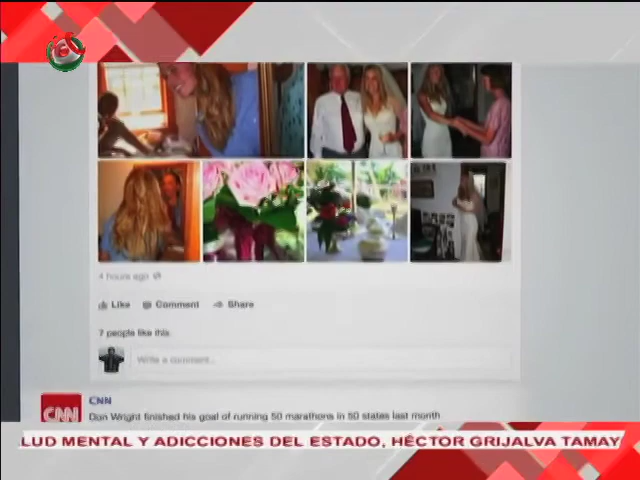 4 hours ago
Like Comment Share
7 people like this.
Write a comment...
CNN
CNN
Don Wright finished his goal of running 50 marathons in 50 states last month
LUD MENTAL Y ADICCIONES DEL ESTADO, HÉCTOR GRIJALVA TAMAY